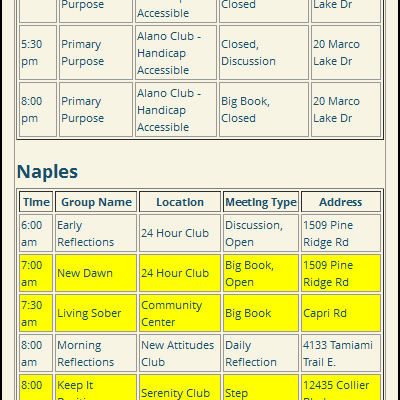 Purpose
Accessible
Closed
Lake Dr
5:30 pm
Primary Purpose
Alano Club - Handicap Accessible
Closed, Discussion
20 Marco Lake Dr
8:00 pm
Primary Purpose
Alano Club - Handicap Accessible
Big Book, Closed
20 Marco Lake Dr
Naples
Time
Group Name
Location
Meeting Type
Address
6:00 am
Early Reflections
24 Hour Club
Discussion, Open
1509 Pine Ridge Rd
7:00 am
New Dawn
24 Hour Club
Big Book, Open
1509 Pine Ridge Rd
7:30 am
Living Sober
Community Center
Big Book
Capri Rd
8:00 am
Morning Reflections
New Attitudes Club
Daily Reflection
4133 Tamiami Trail E.
8:00
Keep It
Serenity Club
Step
12435 Collier